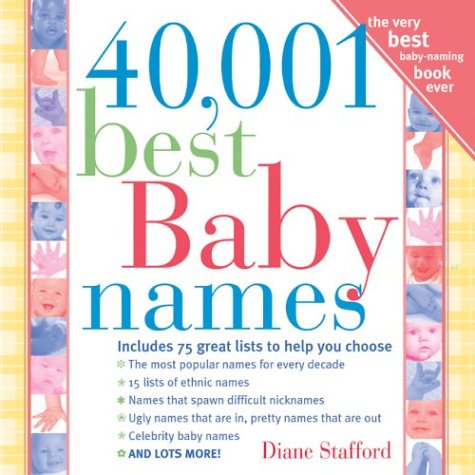 the very
best
baby-naming
book
ever
40,001
best
Baby
names
Includes 75 great lists to help you choose
The most popular names for every decade
15 lists of ethnic names
Names that spawn difficult nicknames
Ugly names that are in, pretty names that are out
Celebrity baby names
AND LOTS MORE!
Diane Stafford